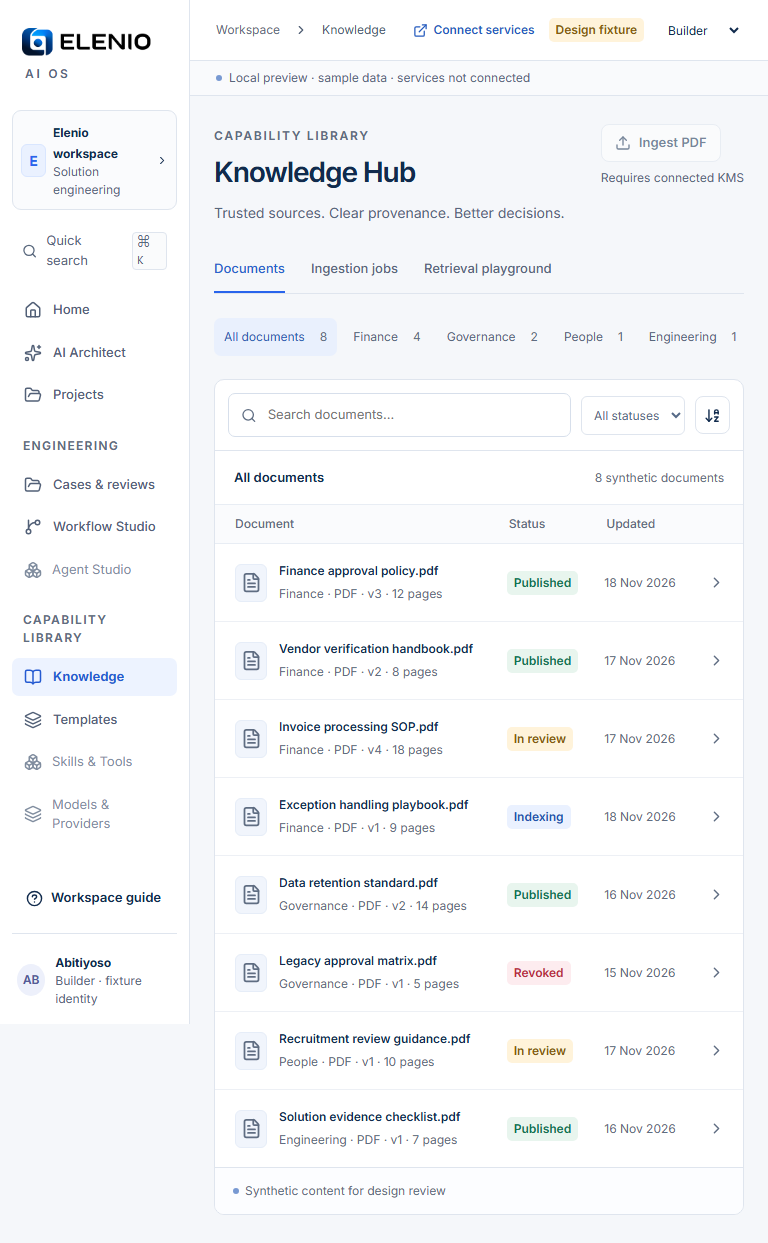 ELENIO
AI OS
E
Elenio
workspace
Solution
engineering
Quick
search
⌘
K
Home
AI Architect
Projects
ENGINEERING
Cases & reviews
Workflow Studio
Agent Studio
CAPABILITY
LIBRARY
Knowledge
Templates
Skills & Tools
Models &
Providers
Workspace guide
AB
Abitiyoso
Builder · fixture
identity
Workspace > Knowledge Connect services Design fixture Builder
Local preview · sample data · services not connected
CAPABILITY LIBRARY
Knowledge Hub
Trusted sources. Clear provenance. Better decisions.
Ingest PDF
Requires connected KMS
Documents Ingestion jobs Retrieval playground
All documents 8 Finance 4 Governance 2 People 1 Engineering 1
Search documents... All statuses
All documents 8 synthetic documents
Document Status Updated
Finance approval policy.pdf
Finance · PDF · v3 · 12 pages
Published 18 Nov 2026
Vendor verification handbook.pdf
Finance · PDF · v2 · 8 pages
Published 17 Nov 2026
Invoice processing SOP.pdf
Finance · PDF · v4 · 18 pages
In review 17 Nov 2026
Exception handling playbook.pdf
Finance · PDF · v1 · 9 pages
Indexing 18 Nov 2026
Data retention standard.pdf
Governance · PDF · v2 · 14 pages
Published 16 Nov 2026
Legacy approval matrix.pdf
Governance · PDF · v1 · 5 pages
Revoked 15 Nov 2026
Recruitment review guidance.pdf
People · PDF · v1 · 10 pages
In review 17 Nov 2026
Solution evidence checklist.pdf
Engineering · PDF · v1 · 7 pages
Published 16 Nov 2026
Synthetic content for design review